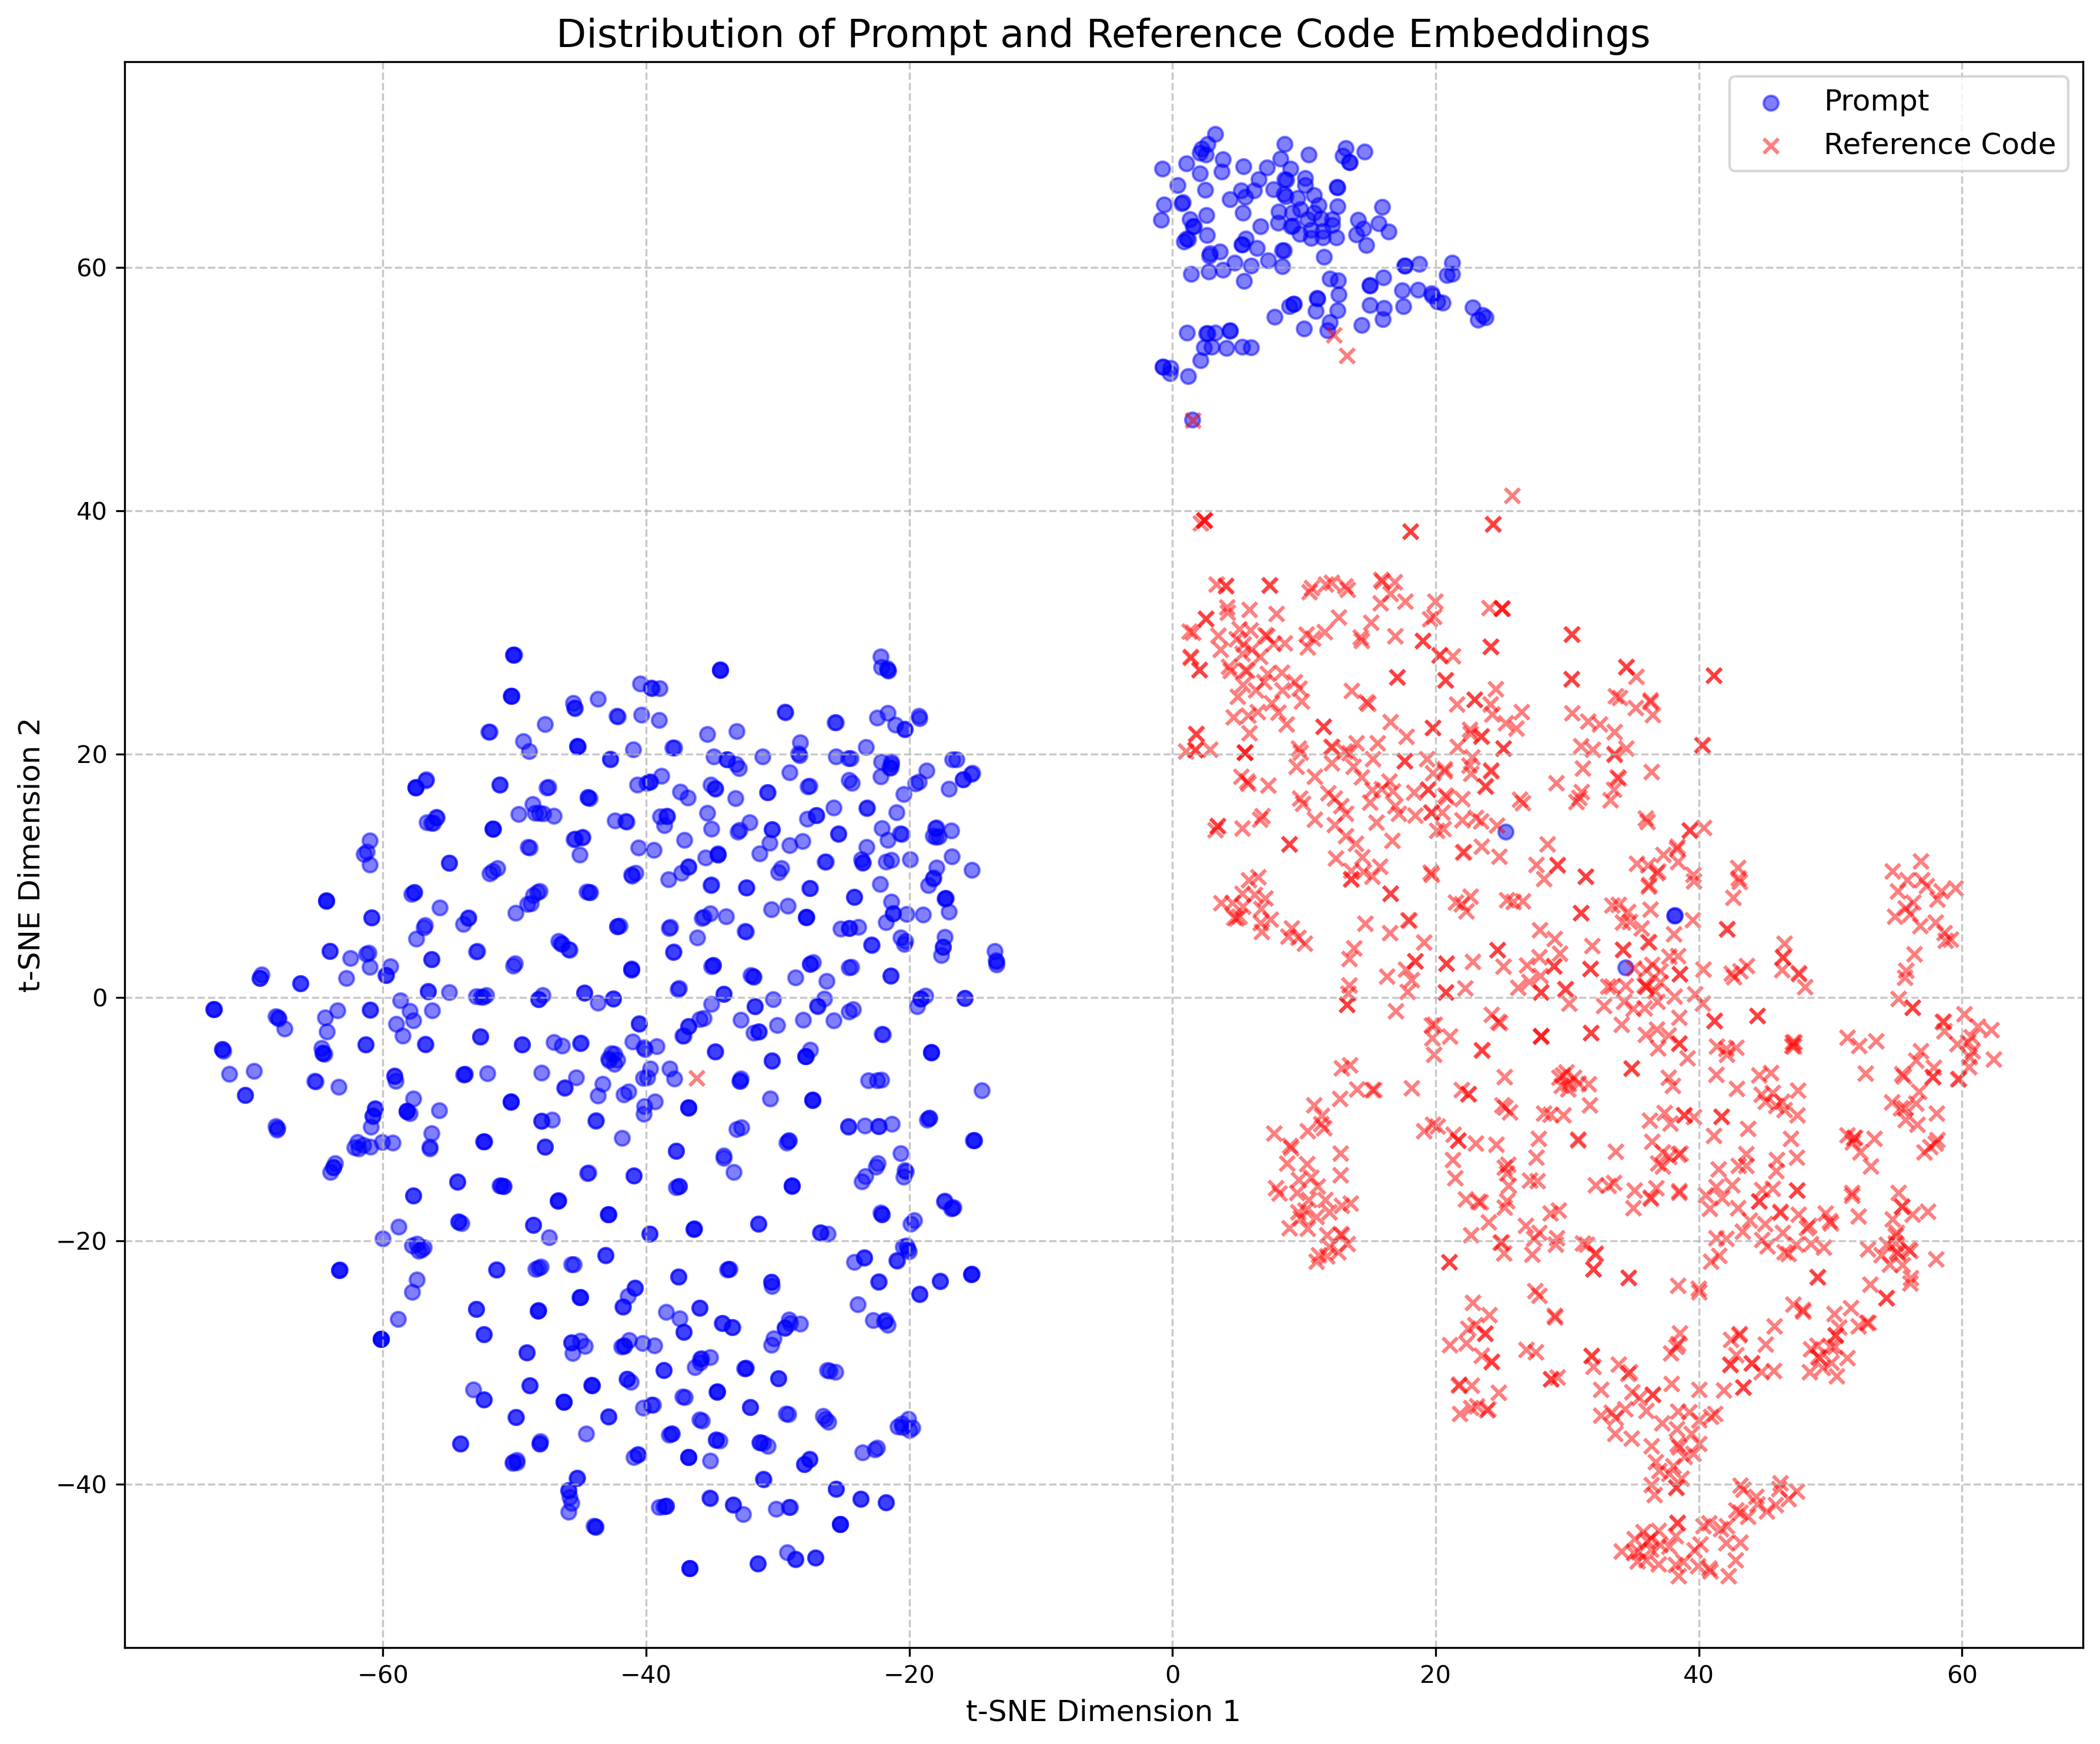 Distribution of Prompt and Reference Code Embeddings
Prompt
Reference Code
t-SNE Dimension 2
60
40
20
0
−20
−40
−60
−40
−20
0
20
40
60
t-SNE Dimension 1